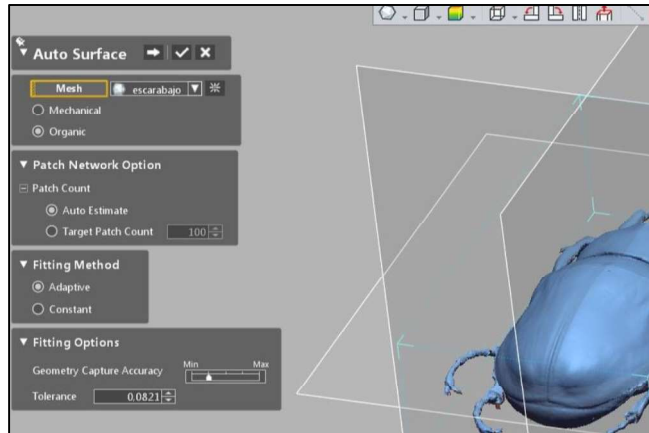 Auto Surface
Mesh escarabajo
Mechanical
Organic
Patch Network Option
Patch Count
Auto Estimate
Target Patch Count 100
Fitting Method
Adaptive
Constant
Fitting Options
Geometry Capture Accuracy Min Max
Tolerance 0.0821